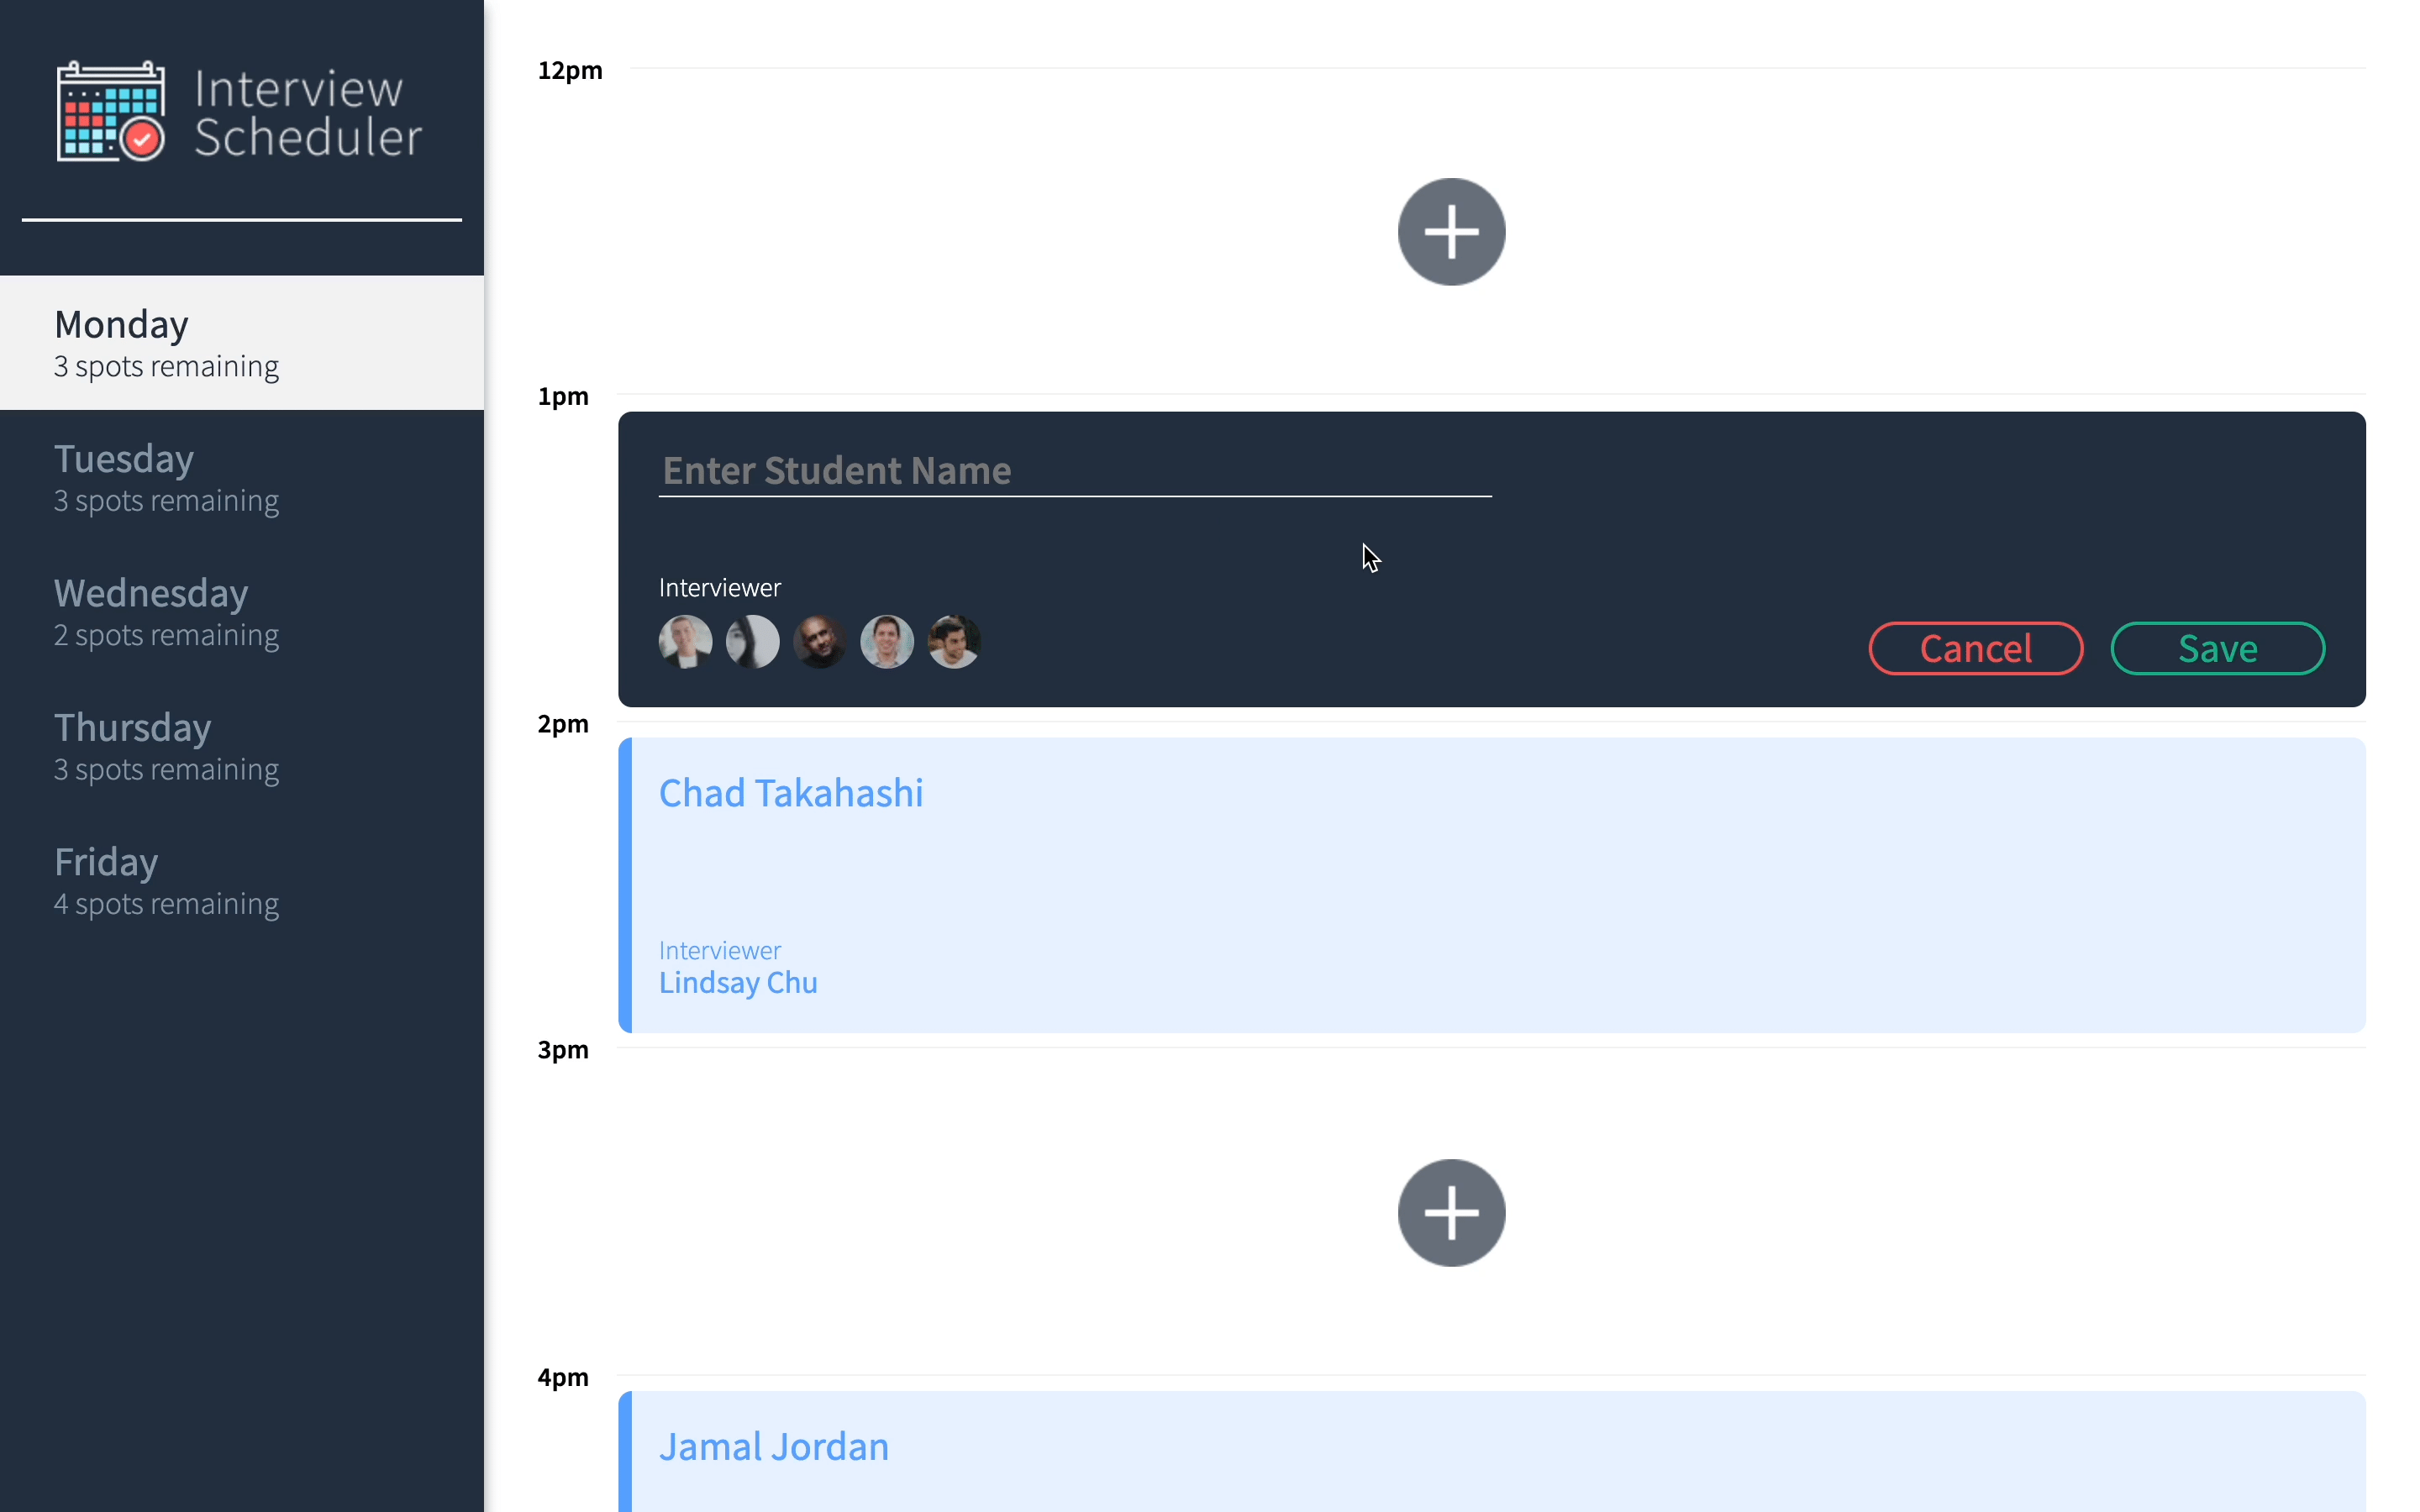 Interview
Scheduler
Monday
3 spots remaining
Tuesday
3 spots remaining
Wednesday
2 spots remaining
Thursday
3 spots remaining
Friday
4 spots remaining
12pm
1pm
Enter Student Name
Interviewer
Cancel
Save
2pm
Chad Takahashi
Interviewer
Lindsay Chu
3pm
4pm
Jamal Jordan